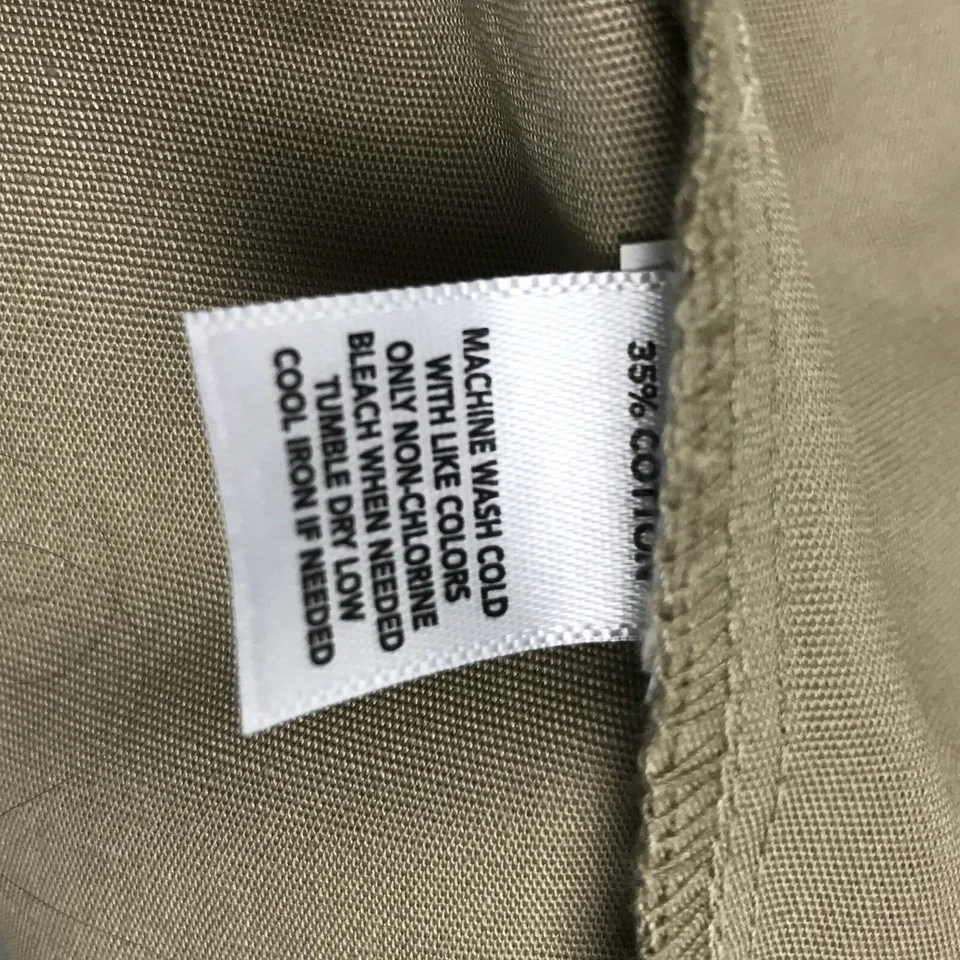 35% COTTON
MACHINE WASH COLD
WITH LIKE COLORS
ONLY NON-CHLORINE
BLEACH WHEN NEEDED
TUMBLE DRY LOW
COOL IRON IF NEEDED